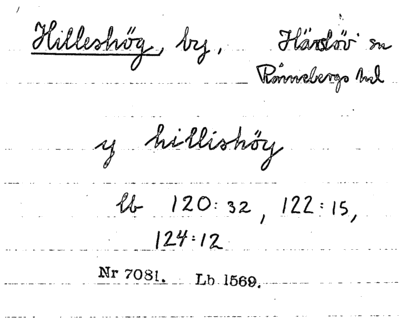 Hilleshög, by, Härslöv sn
Rönnebergs hd
y hillishöy
lb 120:32, 122:15,
124:12
Nr 7081. Lb 1569.